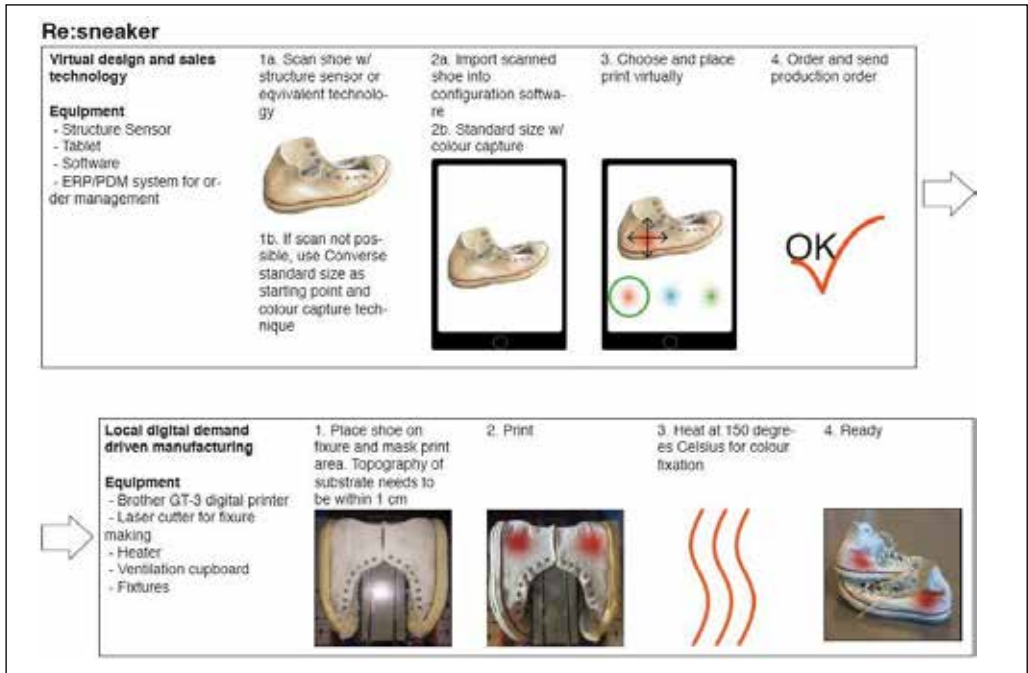 Re:sneaker
Virtual design and sales
technology
Equipment
- Structure Sensor
- Tablet
- Software
- ERP/PDM system for or-
der management
1a. Scan shoe w/
structure sensor or
eqvivalent technolo-
gy
1b. If scan not pos-
sible, use Converse
standard size as
starting point and
colour capture tech-
nique
2a. Import scanned
shoe into
configuration softwa-
re
2b. Standard size w/
colour capture
3. Choose and place
print virtually
4. Order and send
production order
OK
Local digital demand
driven manufacturing
Equipment
- Brother GT-3 digital printer
- Laser cutter for fixure
making
- Heater
- Ventilation cupboard
- Fixtures
1. Place shoe on
fixture and mask print
area. Topography of
substrate needs to
be within 1 cm
2. Print
3. Heat at 150 degre-
es Celsius for colour
fixation
4. Ready